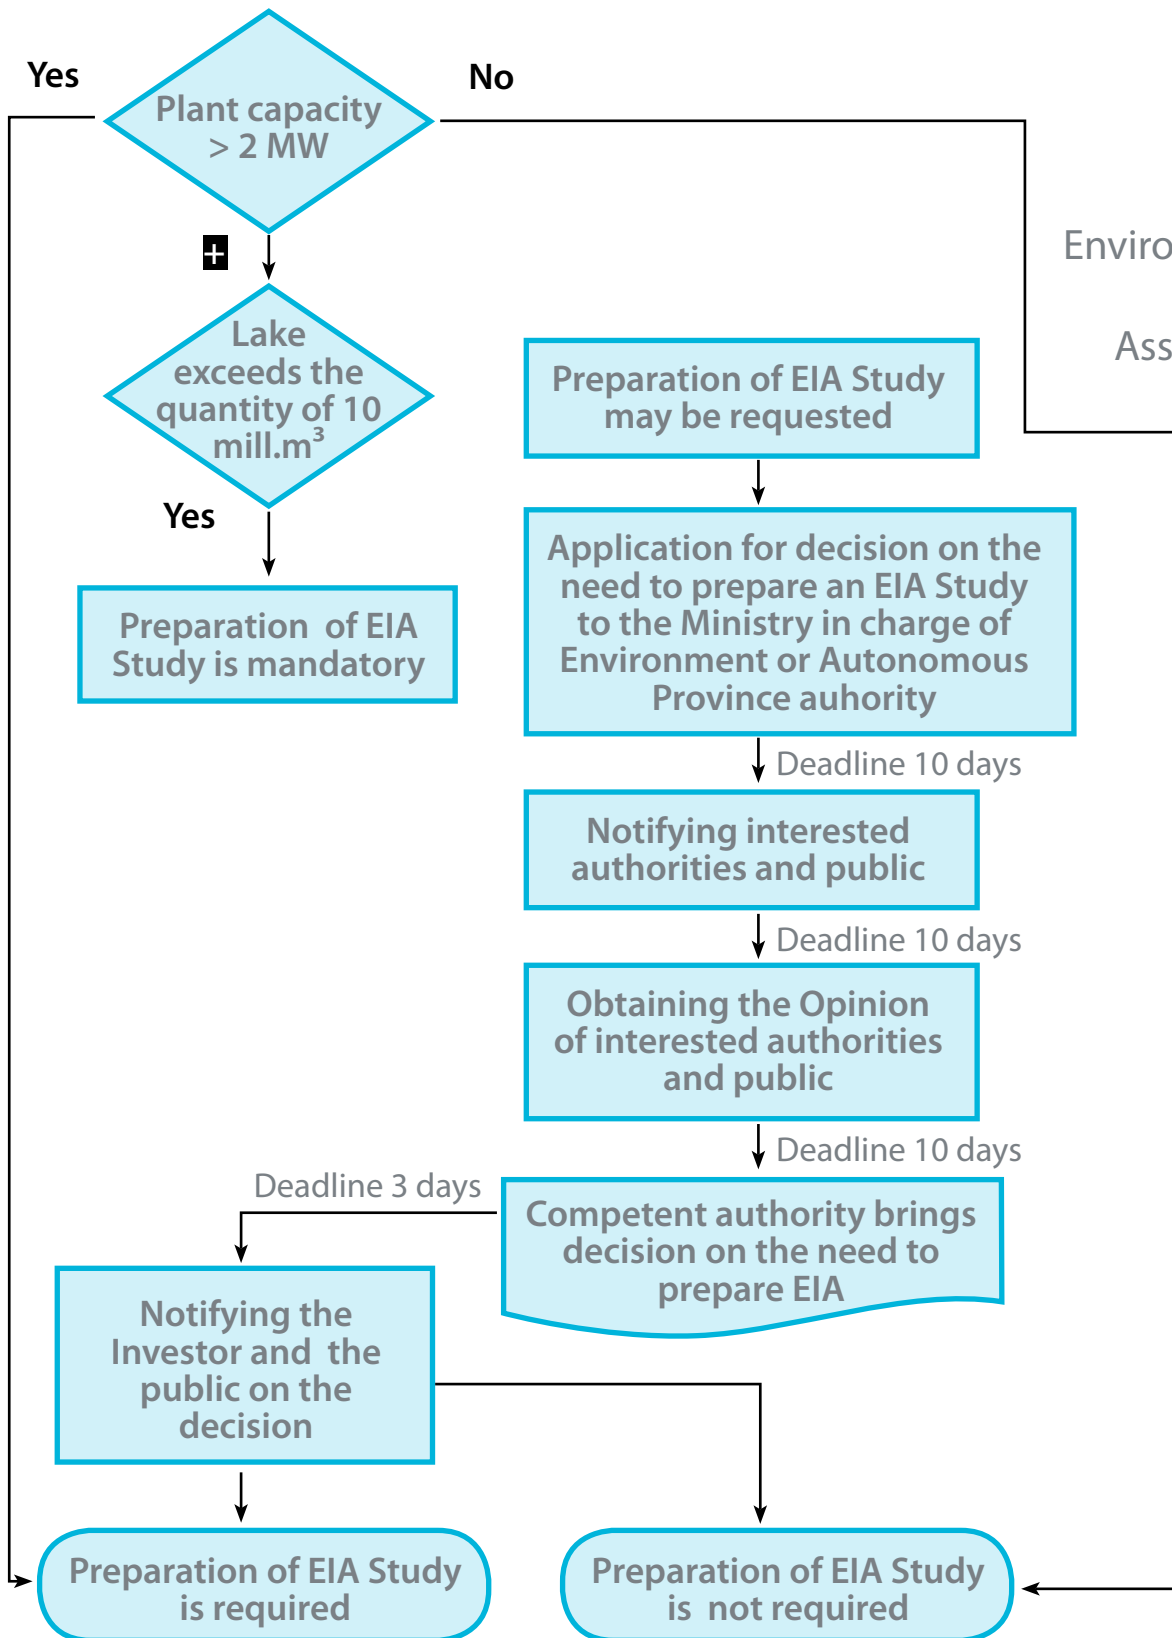 Yes
No
Plant capacity
> 2 MW
+
Enviro
Ass
Lake
exceeds the
quantity of 10
mill.m³
Yes
Preparation of EIA
Study is mandatory
Preparation of EIA Study
may be requested
Application for decision on the
need to prepare an EIA Study
to the Ministry in charge of
Environment or Autonomous
Province auhority
Deadline 10 days
Notifying interested
authorities and public
Deadline 10 days
Obtaining the Opinion
of interested authorities
and public
Deadline 10 days
Deadline 3 days
Competent authority brings
decision on the need to
prepare EIA
Notifying the
Investor and the
public on the
decision
Preparation of EIA Study
is required
Preparation of EIA Study
is not required